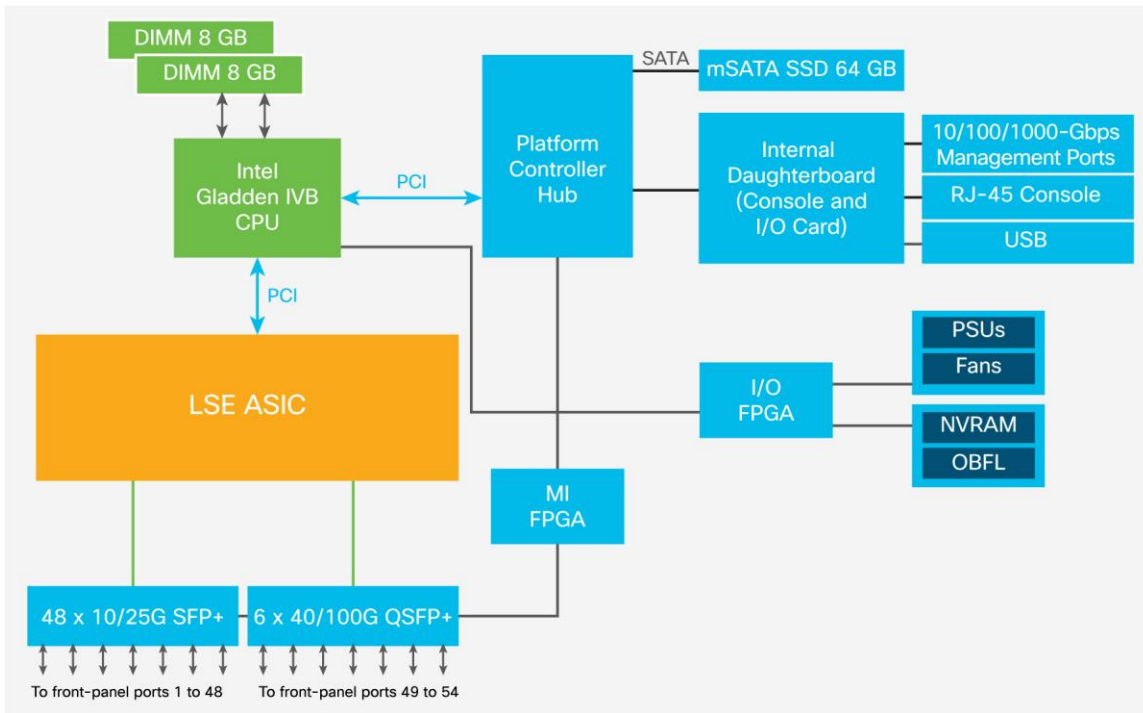 DIMM 8 GB
DIMM 8 GB
Intel
Gladden IVB
CPU
PCI
PCI
Platform
Controller
Hub
SATA
mSATA SSD 64 GB
Internal
Daughterboard
(Console and
I/O Card)
10/100/1000-Gbps
Management Ports
RJ-45 Console
USB
LSE ASIC
I/O
FPGA
PSUs
Fans
NVRAM
OBFL
MI
FPGA
48 x 10/25G SFP+
6 x 40/100G QSFP+
To front-panel ports 1 to 48
To front-panel ports 49 to 54